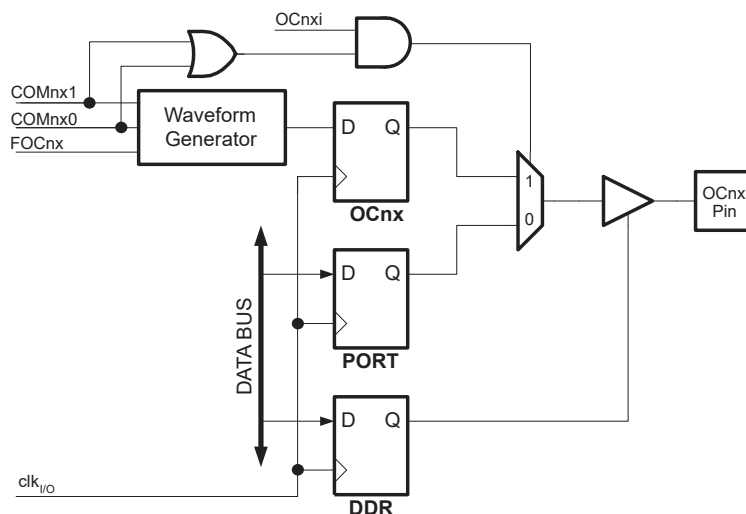 OCnxi
COMnx1
COMnx0
FOCnx
Waveform
Generator
D Q
OCnx
1
0
OCnx
Pin
D Q
PORT
DATA BUS
D Q
DDR
clkI/O